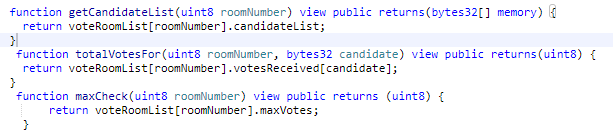 function getCandidateList(uint8 roomNumber) view public returns(bytes32[] memory) {
return voteRoomList[roomNumber].candidateList;
}
function totalVotesFor(uint8 roomNumber, bytes32 candidate) view public returns(uint8) {
return voteRoomList[roomNumber].votesReceived[candidate];
}
function maxCheck(uint8 roomNumber) view public returns (uint8) {
return voteRoomList[roomNumber].maxVotes;
}